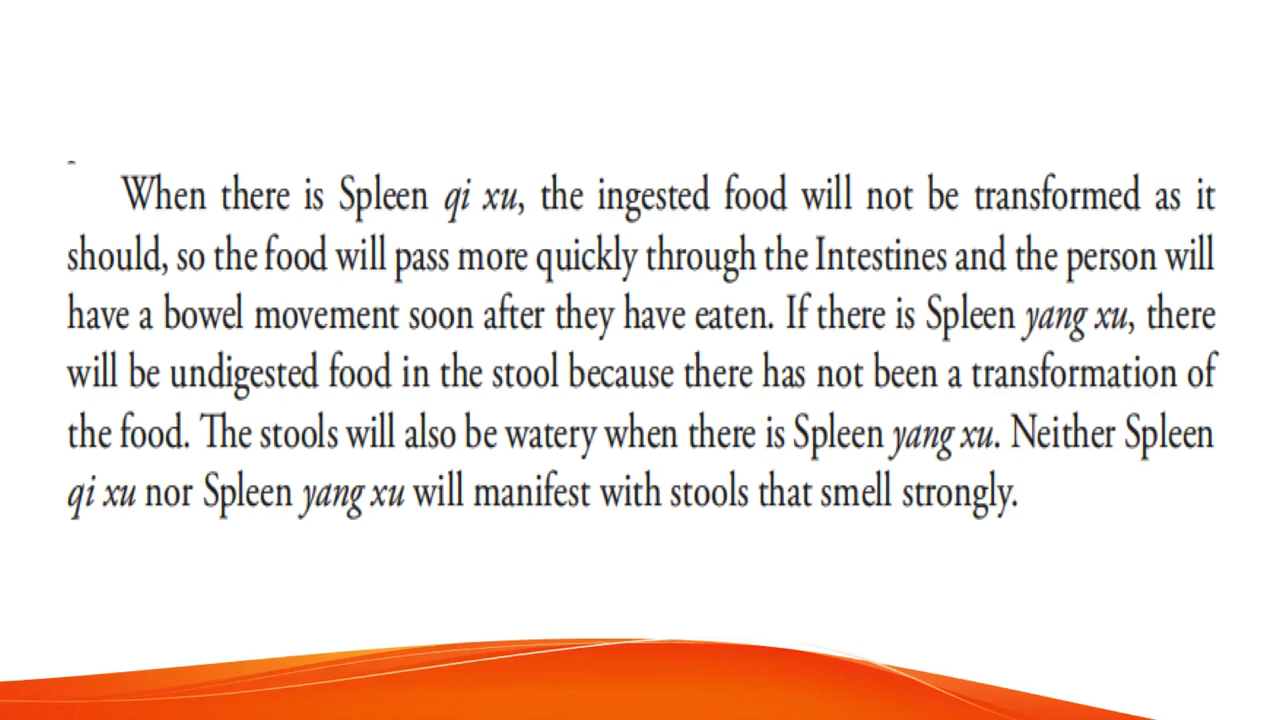 When there is Spleen qi xu, the ingested food will not be transformed as it
should, so the food will pass more quickly through the Intestines and the person will
have a bowel movement soon after they have eaten. If there is Spleen yang xu, there
will be undigested food in the stool because there has not been a transformation of
the food. The stools will also be watery when there is Spleen yang xu. Neither Spleen
qi xu nor Spleen yang xu will manifest with stools that smell strongly.